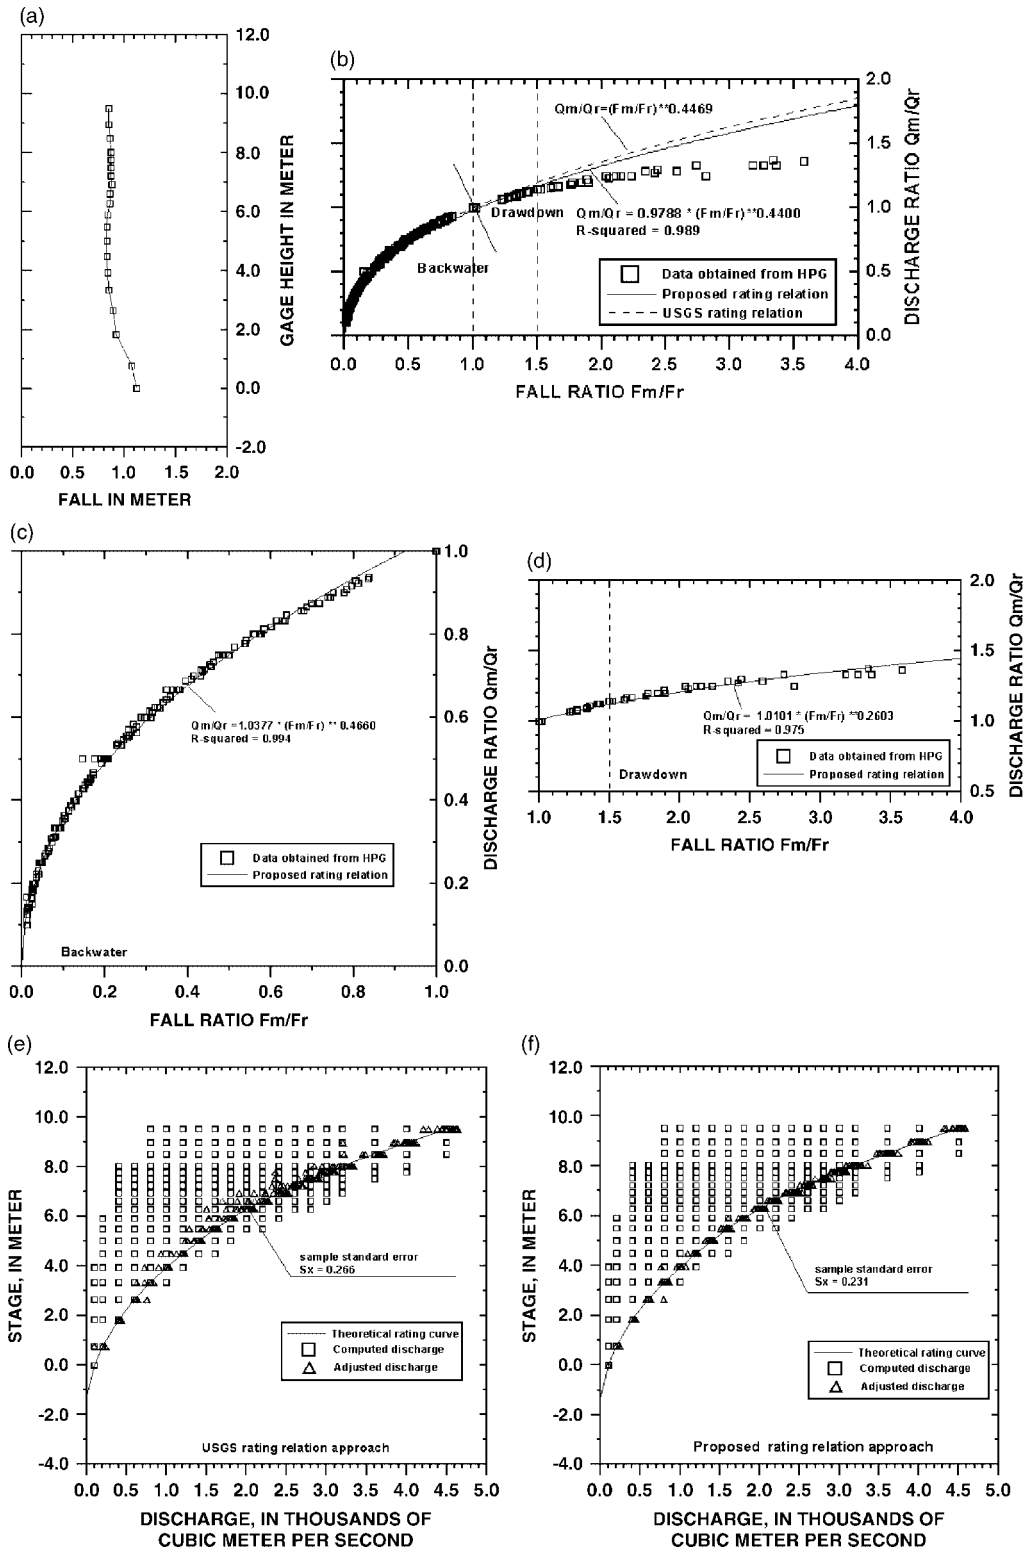 (a)
12.0
10.0
8.0
6.0
4.0
2.0
0.0
-2.0
GAGE HEIGHT IN METER
0.0 0.5 1.0 1.5 2.0
FALL IN METER
(b)
2.0
1.5
1.0
0.5
0.0
DISCHARGE RATIO Qm/Qr
Qm/Qr=(Fm/Fr)**0.4469
Drawdown
Qm/Qr = 0.9788 * (Fm/Fr)**0.4400
R-squared = 0.989
Backwater
Data obtained from HPG
Proposed rating relation
USGS rating relation
0.0 0.5 1.0 1.5 2.0 2.5 3.0 3.5 4.0
FALL RATIO Fm/Fr
(c)
1.0
0.8
0.6
0.4
0.2
0.0
DISCHARGE RATIO Qm/Qr
Qm/Qr =1.0377 * (Fm/Fr) ** 0.4660
R-squared = 0.994
Data obtained from HPG
Proposed rating relation
Backwater
0.0 0.2 0.4 0.6 0.8 1.0
FALL RATIO Fm/Fr
(d)
2.0
1.5
1.0
0.5
DISCHARGE RATIO Qm/Qr
Qm/Qr = 1.0101 * (Fm/Fr) **0.2603
R-squared = 0.975
Data obtained from HPG
Proposed rating relation
Drawdown
1.0 1.5 2.0 2.5 3.0 3.5 4.0
FALL RATIO Fm/Fr
(e)
12.0
10.0
8.0
6.0
4.0
2.0
0.0
-2.0
-4.0
STAGE, IN METER
sample standard error
Sx = 0.266
Theoretical rating curve
Computed discharge
Adjusted discharge
USGS rating relation approach
0.0 0.5 1.0 1.5 2.0 2.5 3.0 3.5 4.0 4.5 5.0
DISCHARGE, IN THOUSANDS OF
CUBIC METER PER SECOND
(f)
12.0
10.0
8.0
6.0
4.0
2.0
0.0
-2.0
-4.0
STAGE, IN METER
sample standard error
Sx = 0.231
Theoretical rating curve
Computed discharge
Adjusted discharge
Proposed rating relation approach
0.0 0.5 1.0 1.5 2.0 2.5 3.0 3.5 4.0 4.5 5.0
DISCHARGE, IN THOUSANDS OF
CUBIC METER PER SECOND